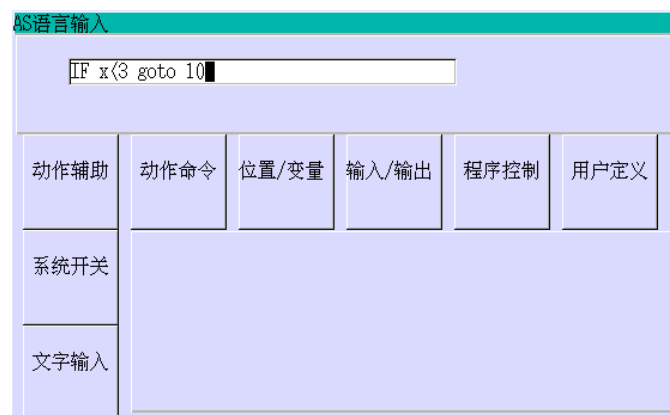 AS语言输入
IF x<3 goto 10
动作辅助
动作命令
位置/变量
输入/输出
程序控制
用户定义
系统开关
文字输入